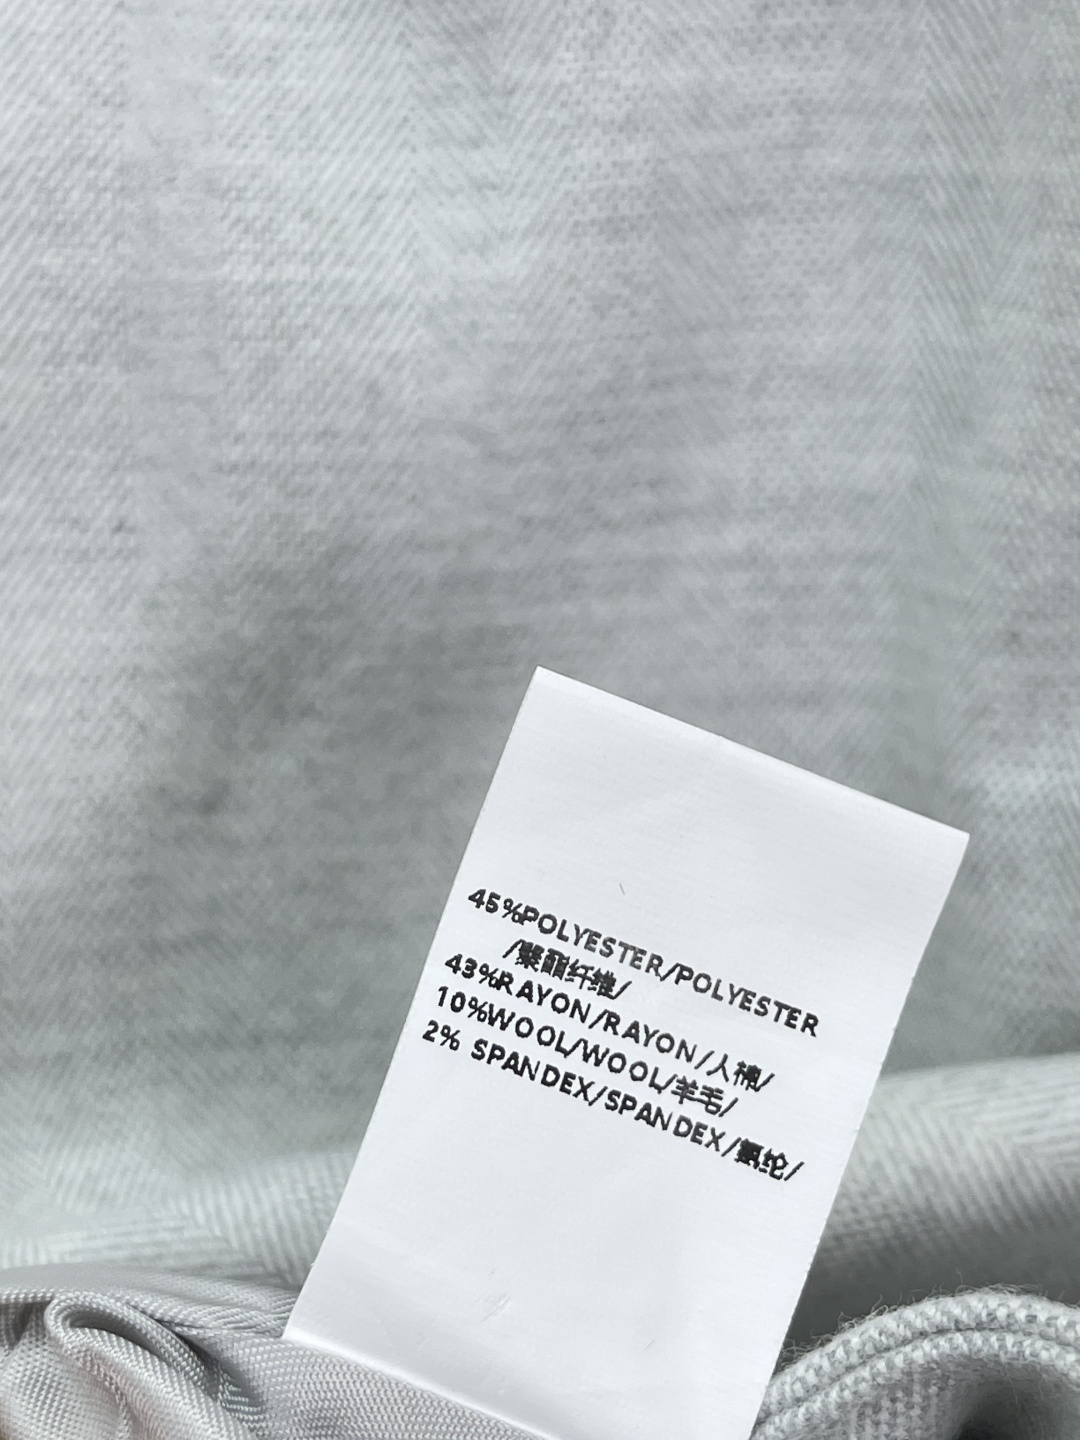 45%POLYESTER/POLYESTER
/聚酯纤维/
43%RAYON/RAYON/人棉/
10%WOOL/WOOL/羊毛/
2% SPANDEX/SPANDEX/氨纶/